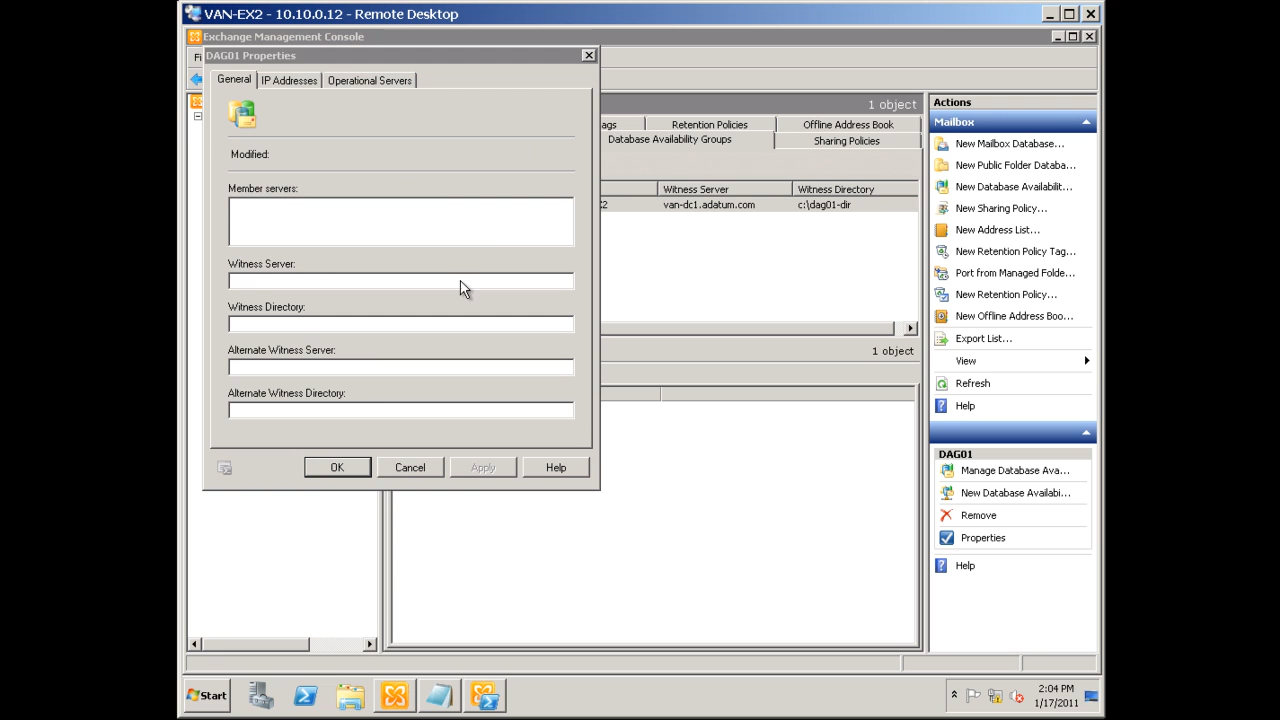 VAN-EX2 - 10.10.0.12 - Remote Desktop
Exchange Management Console
Fi
DAG01 Properties
General
IP Addresses
Operational Servers
Modified:
Member servers:
Witness Server:
Witness Directory:
Alternate Witness Server:
Alternate Witness Directory:
OK
Cancel
Apply
Help
1 object
ags
Retention Policies
Offline Address Book
Database Availability Groups
Sharing Policies
Witness Server
Witness Directory
2
van-dc1.adatum.com
c:\dag01-dir
1 object
Actions
Mailbox
New Mailbox Database...
New Public Folder Databa...
New Database Availabilit...
New Sharing Policy...
New Address List...
New Retention Policy Tag...
Port from Managed Folde...
New Retention Policy...
New Offline Address Boo...
Export List...
View
Refresh
Help
DAG01
Manage Database Ava...
New Database Availabi...
Remove
Properties
Help
Start
2:04 PM
1/17/2011